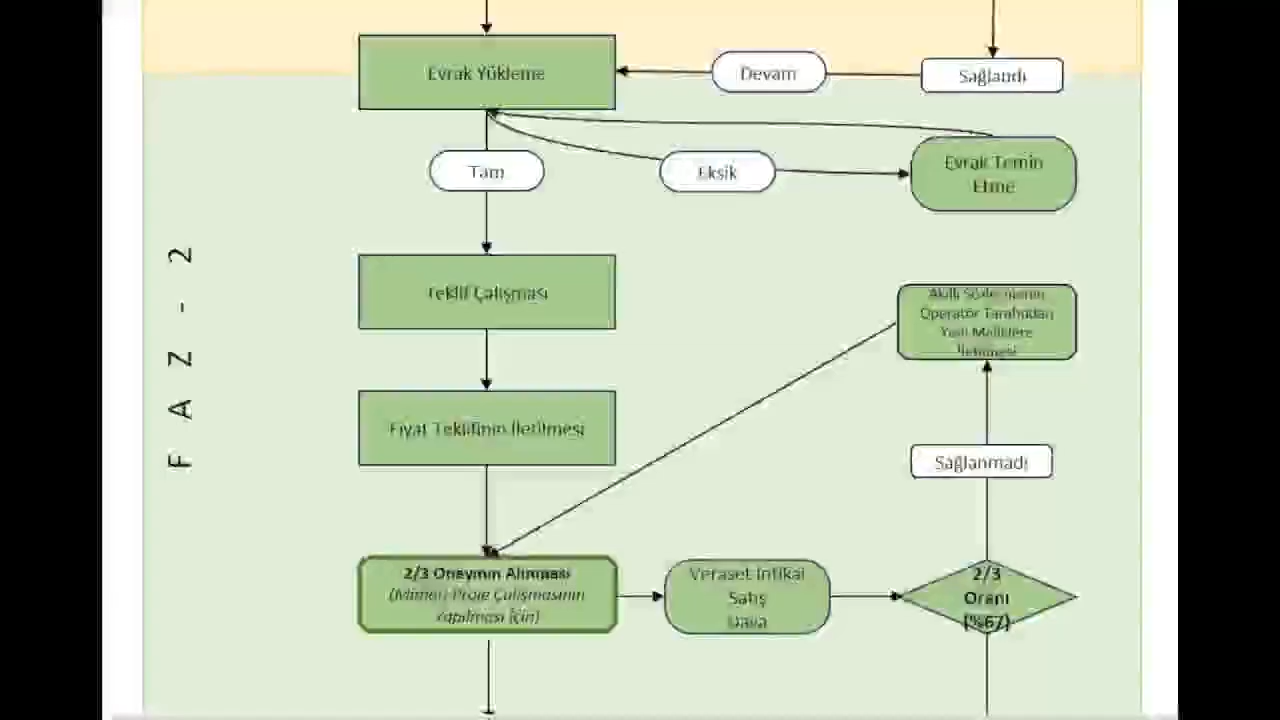 Evrak Yükleme
Devam
Sağlandı
Tam
Eksik
Evrak Temin
Etme
FAZ - 2
Teklif Çalışması
Akıllı Sözleşmenin
Operatör Tarafından
Yeni Maliklere
İletilmesi
Fiyat Teklifinin İletilmesi
Sağlanmadı
2/3 Onayının Alınması
(Mimari Proje Çalışmasının
Yapılması İçin)
Veraset İntikal
Satış
Dava
2/3
Oranı
(%67)